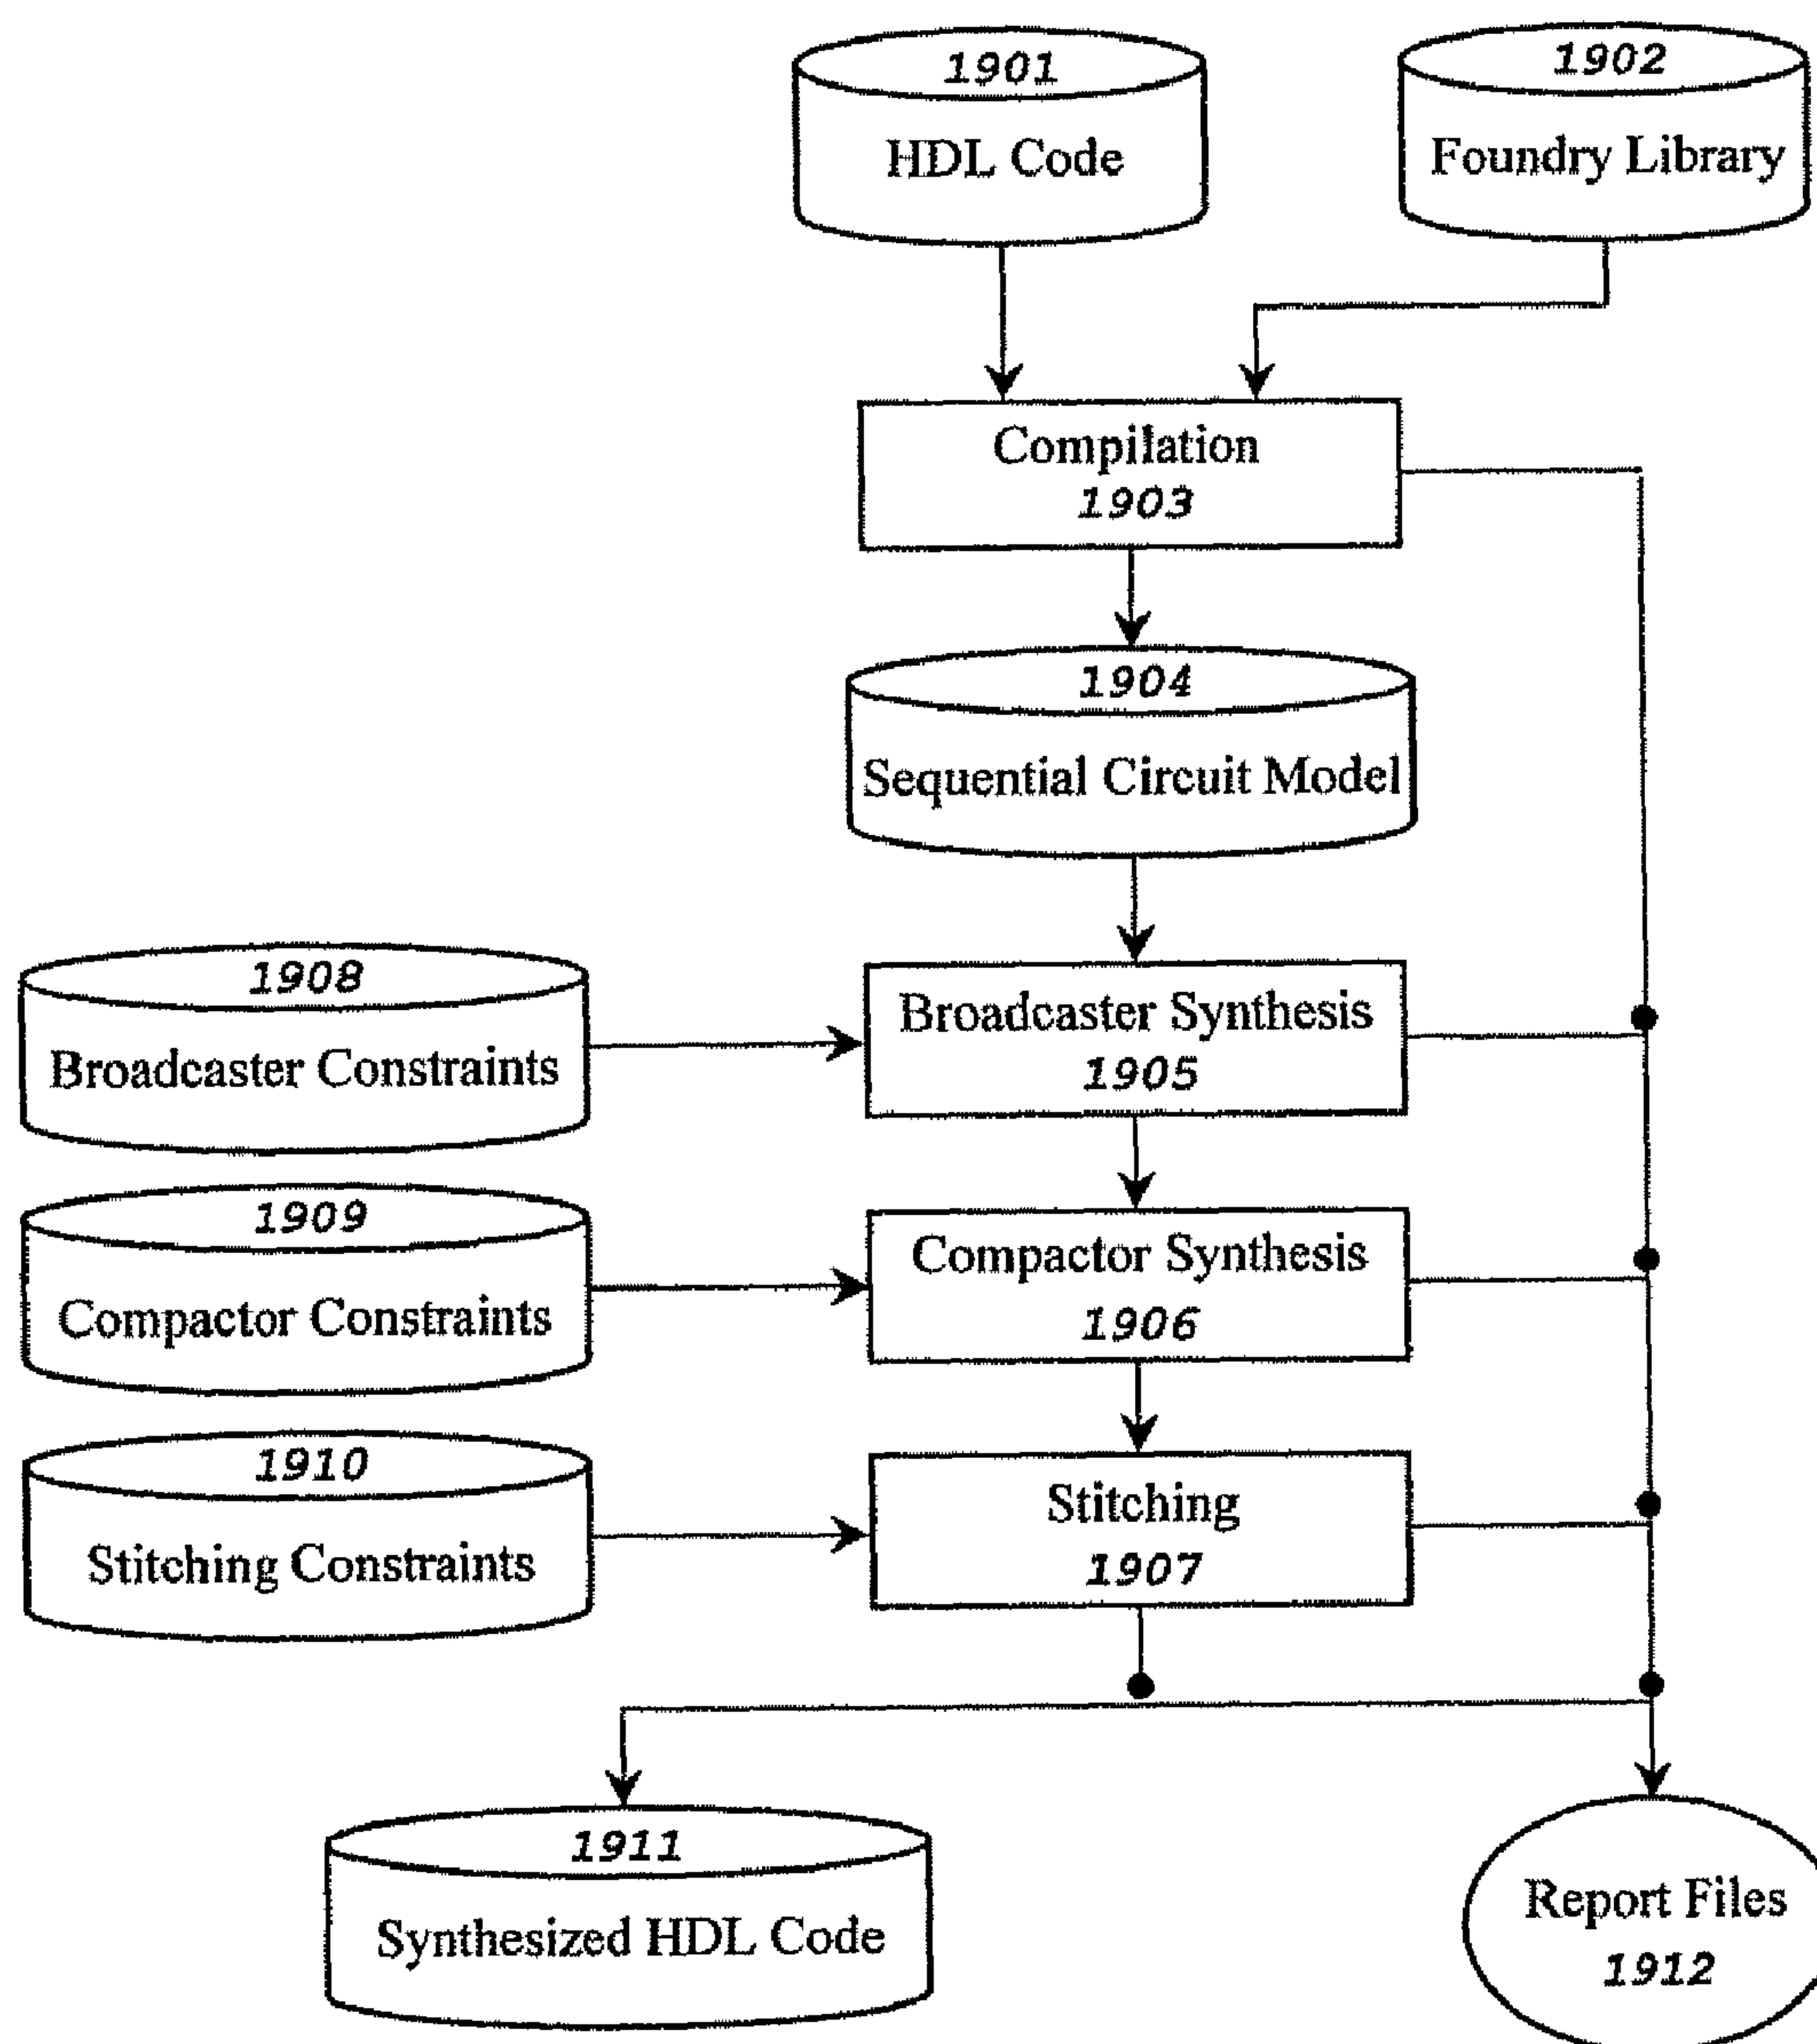 1901
HDL Code
1902
Foundry Library
Compilation
1903
1904
Sequential Circuit Model
1908
Broadcaster Constraints
Broadcaster Synthesis
1905
1909
Compactor Constraints
Compactor Synthesis
1906
1910
Stitching Constraints
Stitching
1907
1911
Synthesized HDL Code
Report Files
1912